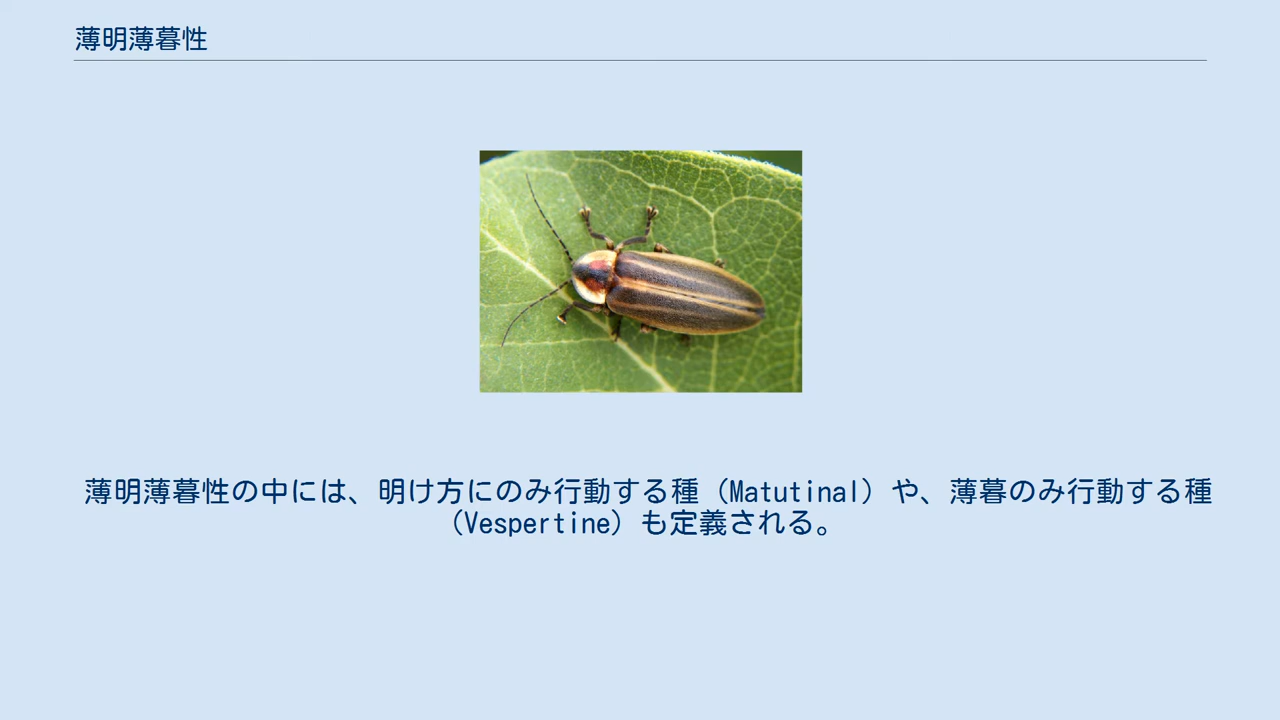 薄明薄暮性
薄明薄暮性の中には、明け方にのみ行動する種（Matutinal）や、薄暮のみ行動する種
（Vespertine）も定義される。